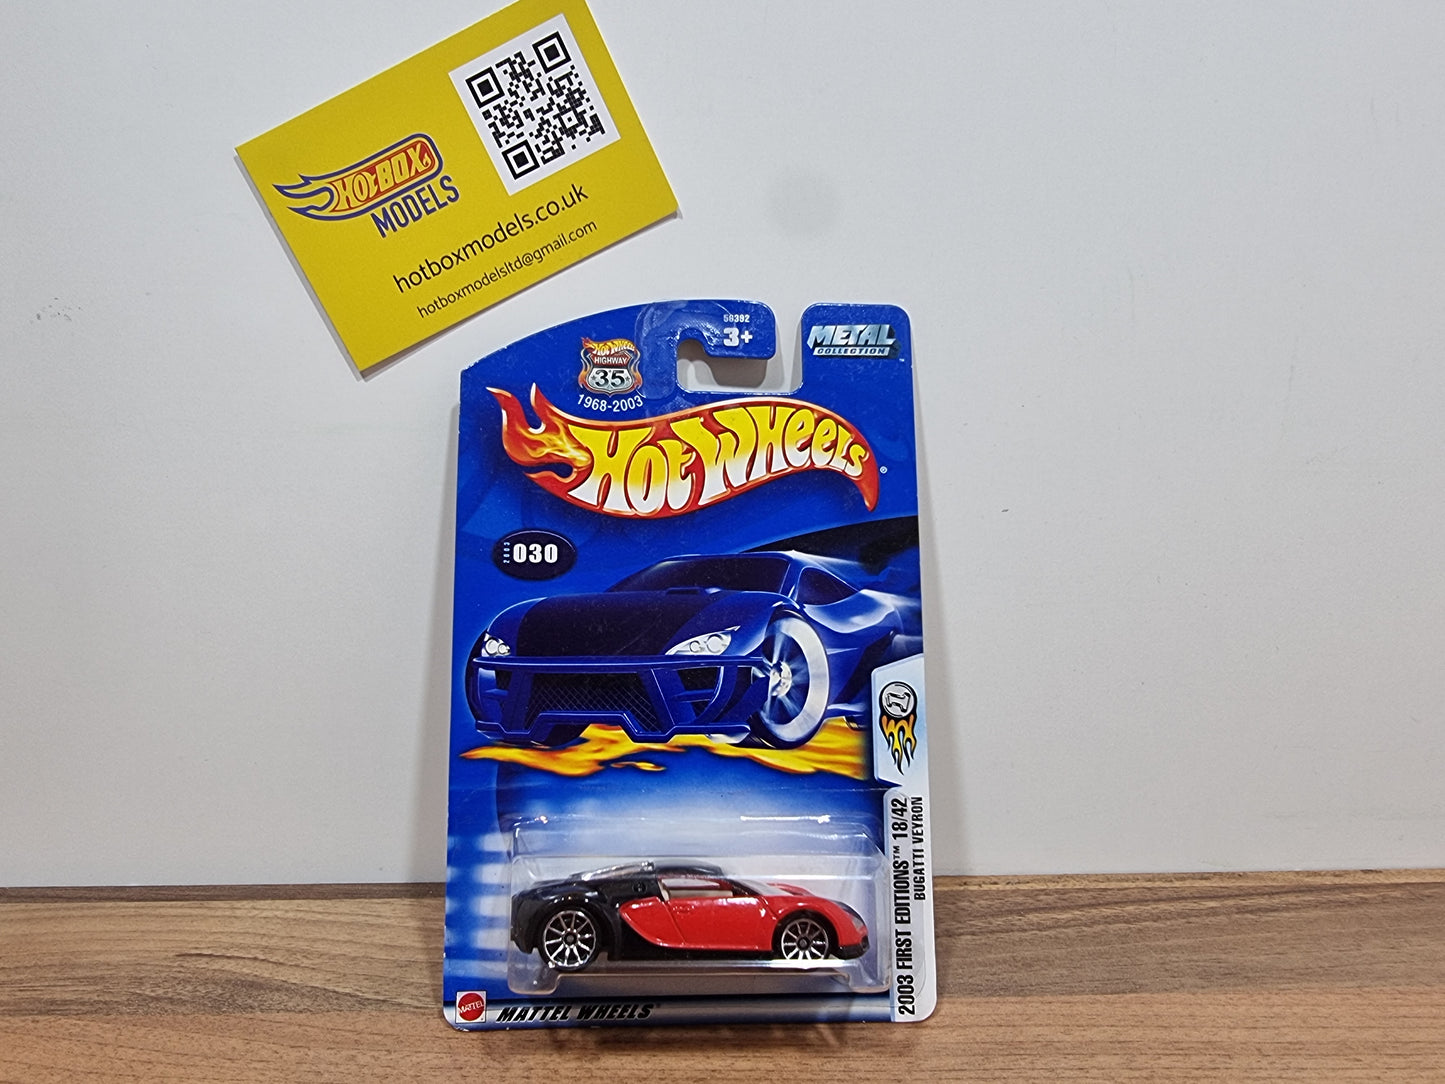 HOTBOX
MODELS
hotboxmodels.co.uk
hotboxmodelsltd@gmail.com
56392
3+
METAL
COLLECTION™
HOT WHEELS
HIGHWAY
35
1968-2003
HOT WHEELS®
2003 030
2003 FIRST EDITIONS™ 18/42
BUGATTI VEYRON
MATTEL
MATTEL WHEELS